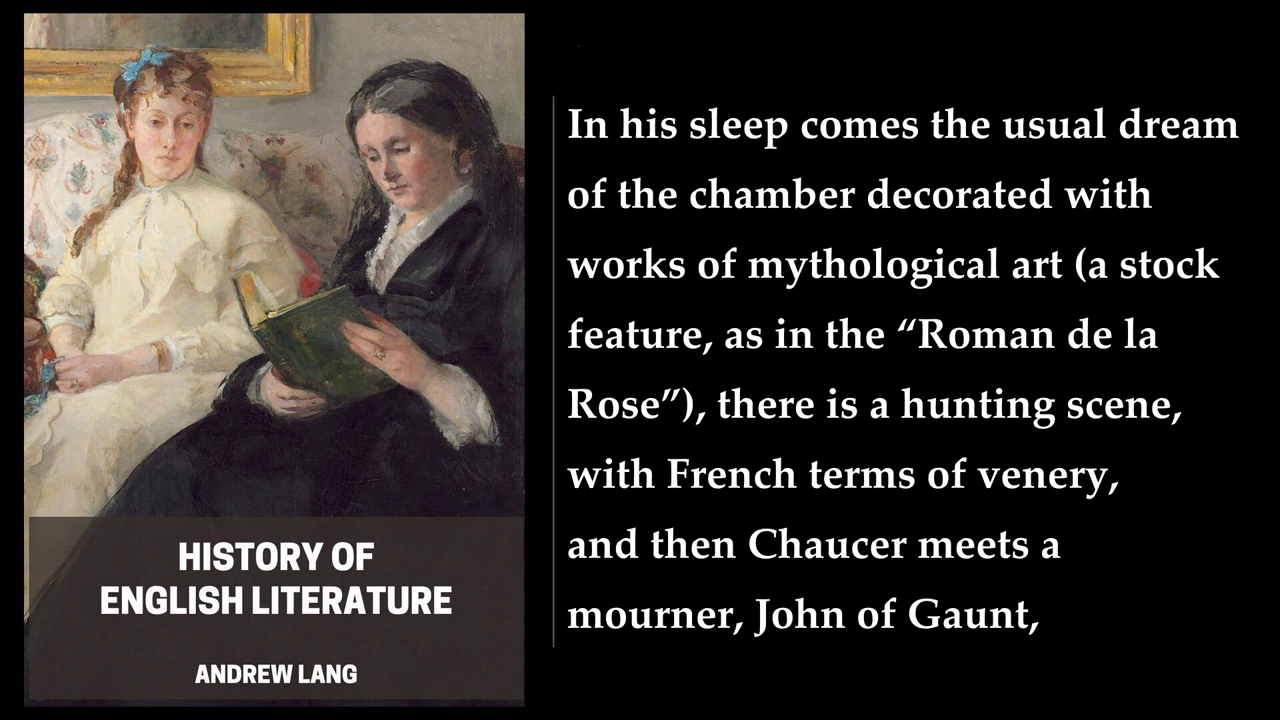 HISTORY OF
ENGLISH LITERATURE
ANDREW LANG
In his sleep comes the usual dream
of the chamber decorated with
works of mythological art (a stock
feature, as in the “Roman de la
Rose”), there is a hunting scene,
with French terms of venery,
and then Chaucer meets a
mourner, John of Gaunt,